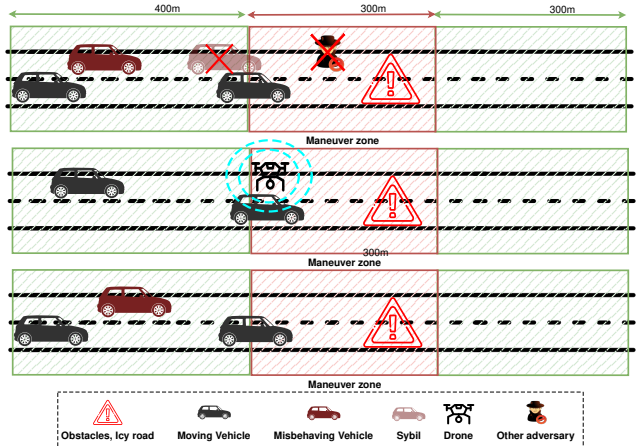 400m 300m 300m
Maneuver zone
300m
Maneuver zone
Maneuver zone
Obstacles, Icy road Moving Vehicle Misbehaving Vehicle Sybil Drone Other adversary